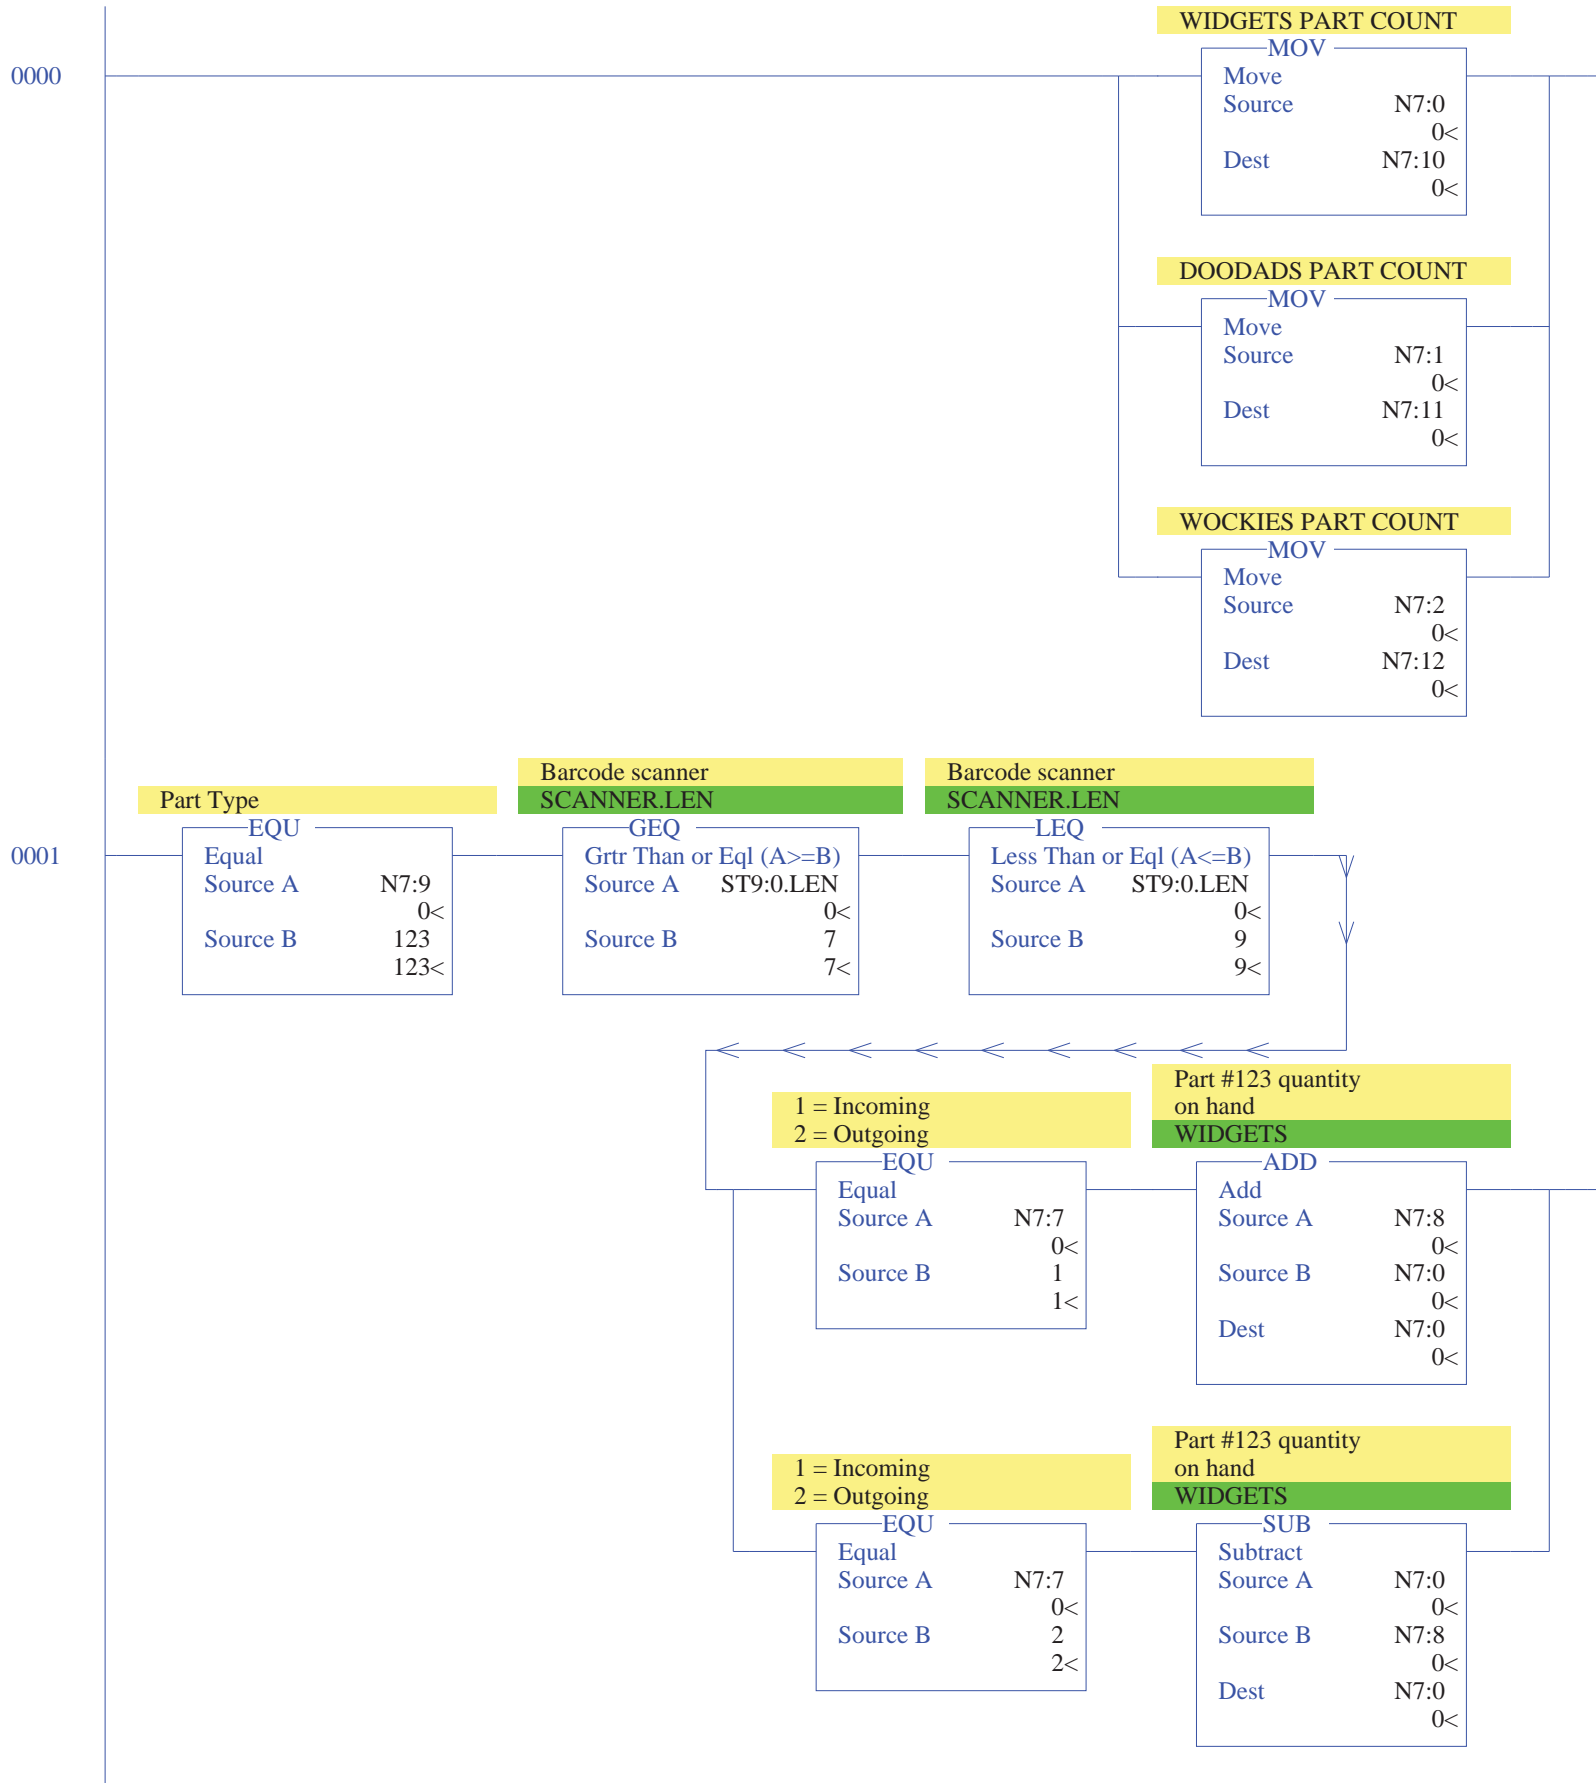 WIDGETS PART COUNT
MOV
0000
Move
Source N7:0
0<
Dest N7:10
0<
DOODADS PART COUNT
MOV
Move
Source N7:1
0<
Dest N7:11
0<
WOCKIES PART COUNT
MOV
Move
Source N7:2
0<
Dest N7:12
0<
0001
Part Type
EQU
Equal
Source A N7:9
0<
Source B 123
123<
Barcode scanner
SCANNER.LEN
GEQ
Grtr Than or Eql (A>=B)
Source A ST9:0.LEN
0<
Source B 7
7<
Barcode scanner
SCANNER.LEN
LEQ
Less Than or Eql (A<=B)
Source A ST9:0.LEN
0<
Source B 9
9<
1 = Incoming
2 = Outgoing
EQU
Equal
Source A N7:7
0<
Source B 1
1<
Part #123 quantity
on hand
WIDGETS
ADD
Add
Source A N7:8
0<
Source B N7:0
0<
Dest N7:0
0<
1 = Incoming
2 = Outgoing
EQU
Equal
Source A N7:7
0<
Source B 2
2<
Part #123 quantity
on hand
WIDGETS
SUB
Subtract
Source A N7:0
0<
Source B N7:8
0<
Dest N7:0
0<